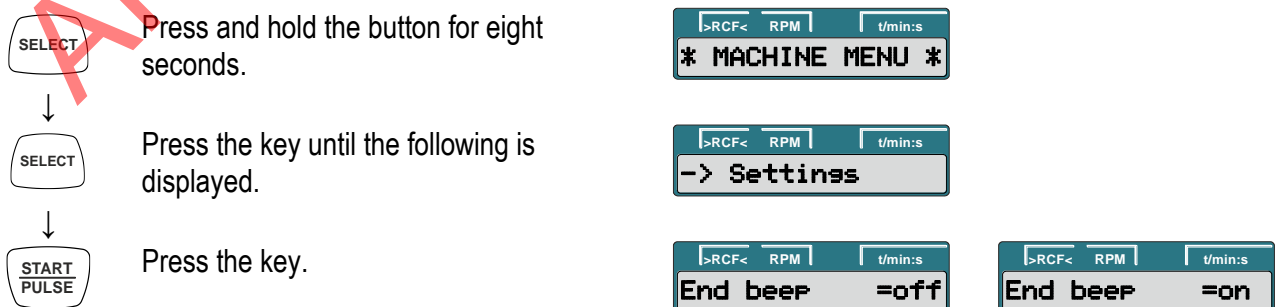 SELECT
Press and hold the button for eight
seconds.
>RCF< RPM t/min:s
* MACHINE MENU *
↓
SELECT
Press the key until the following is
displayed.
>RCF< RPM t/min:s
-> Settings
↓
START
PULSE
Press the key.
>RCF< RPM t/min:s
End beep =off
>RCF< RPM t/min:s
End beep =on